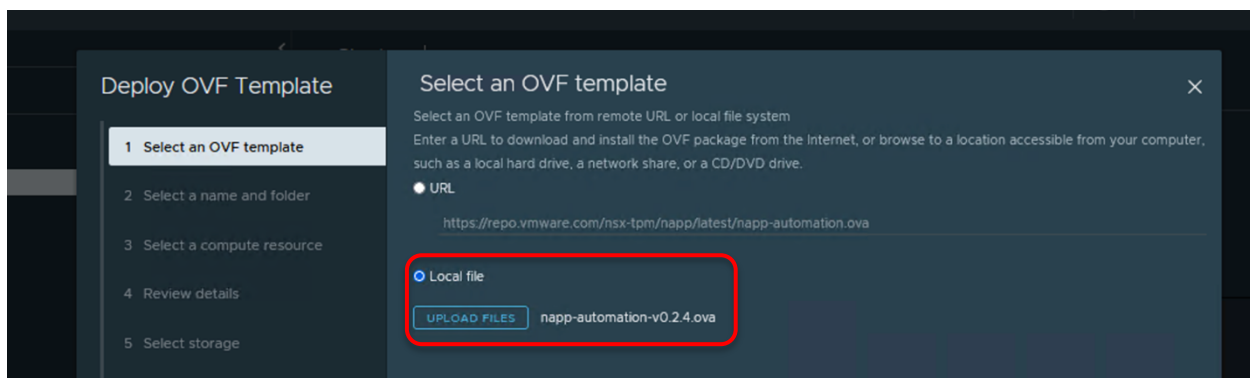 Deploy OVF Template
1 Select an OVF template
2 Select a name and folder
3 Select a compute resource
4 Review details
5 Select storage
Select an OVF template
Select an OVF template from remote URL or local file system
Enter a URL to download and install the OVF package from the Internet, or browse to a location accessible from your computer,
such as a local hard drive, a network share, or a CD/DVD drive.
URL
https://repo.vmware.com/nsx-tpm/napp/latest/napp-automation.ova
Local file
UPLOAD FILES napp-automation-v0.2.4.ova